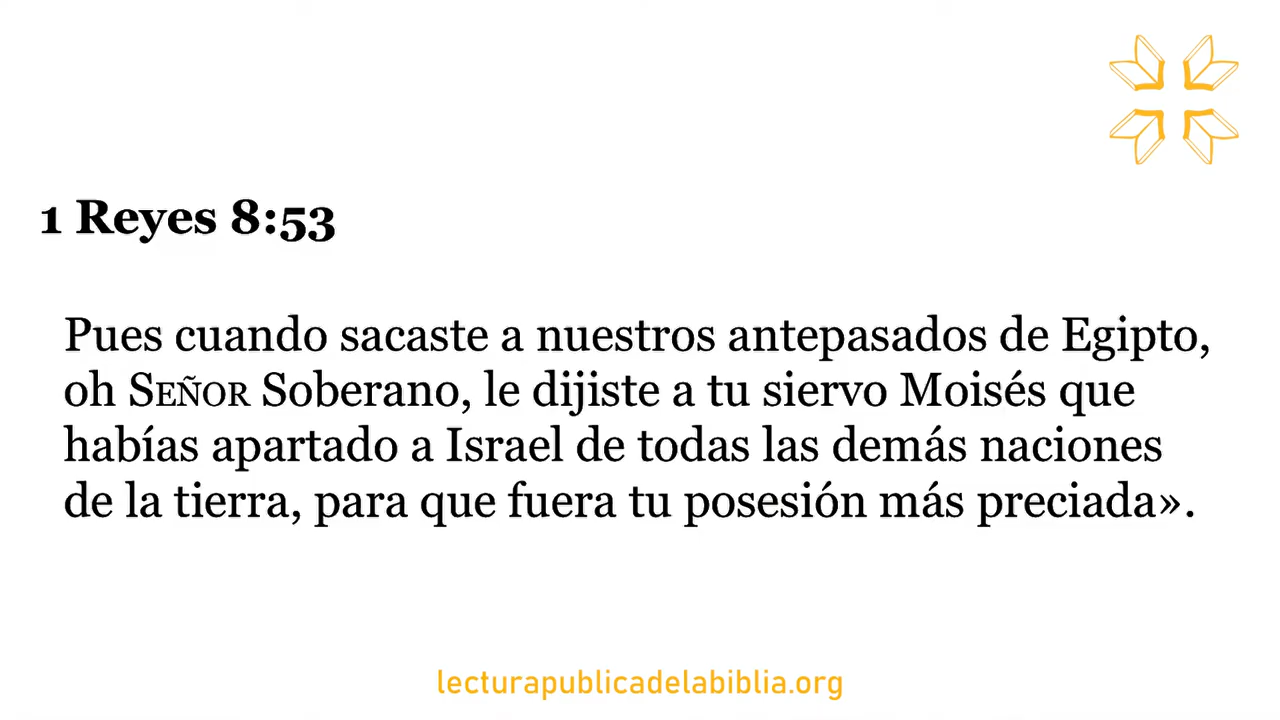 1 Reyes 8:53
Pues cuando sacaste a nuestros antepasados de Egipto,
oh SEÑOR Soberano, le dijiste a tu siervo Moisés que
habías apartado a Israel de todas las demás naciones
de la tierra, para que fuera tu posesión más preciada».
lecturapublicadelabiblia.org